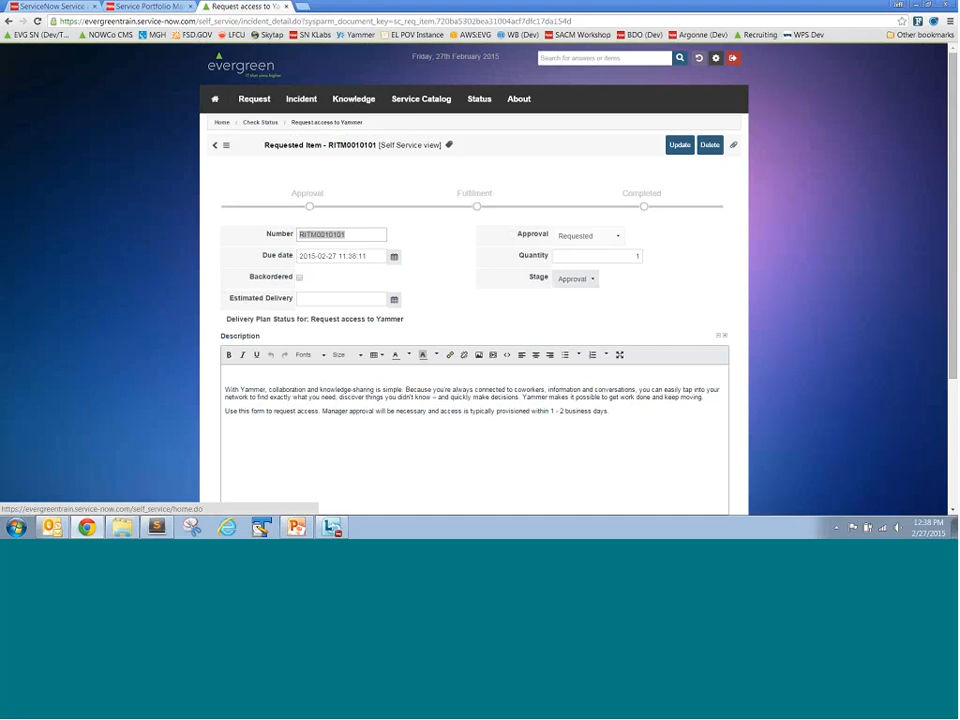 ServiceNow Service
Service Portfolio Ma
Request access to Ya
https://evergreentrain.service-now.com/self_service/incident_detail.do?sysparm_document_key=sc_req_item,720ba5302bea31004acf7dfc17da154d
EVG SN (Dev/T... NOWCo CMS MGH FSD.GOV LFCU Skytap SN KLabs Yammer EL POV Instance AWS:EVG WB (Dev) SACM Workshop BDO (Dev) Argonne (Dev) Recruiting WPS Dev Other bookmarks
evergreen
Friday, 27th February 2015
Search for answers or items
Request Incident Knowledge Service Catalog Status About
Home / Check Status / Request access to Yammer
Requested Item - RITM0010101 [Self Service view]
Update Delete
Approval Fulfillment Completed
Number RITM0010101
Approval Requested
Due date 2015-02-27 11:38:11
Quantity 1
Backordered
Stage Approval
Estimated Delivery
Delivery Plan Status for: Request access to Yammer
Description
B I U Fonts Size A A
With Yammer, collaboration and knowledge-sharing is simple. Because you're always connected to coworkers, information and conversations, you can easily tap into your
network to find exactly what you need, discover things you didn't know – and quickly make decisions. Yammer makes it possible to get work done and keep moving.
Use this form to request access. Manager approval will be necessary and access is typically provisioned within 1 - 2 business days.
https://evergreentrain.service-now.com/self_service/home.do
12:38 PM
2/27/2015